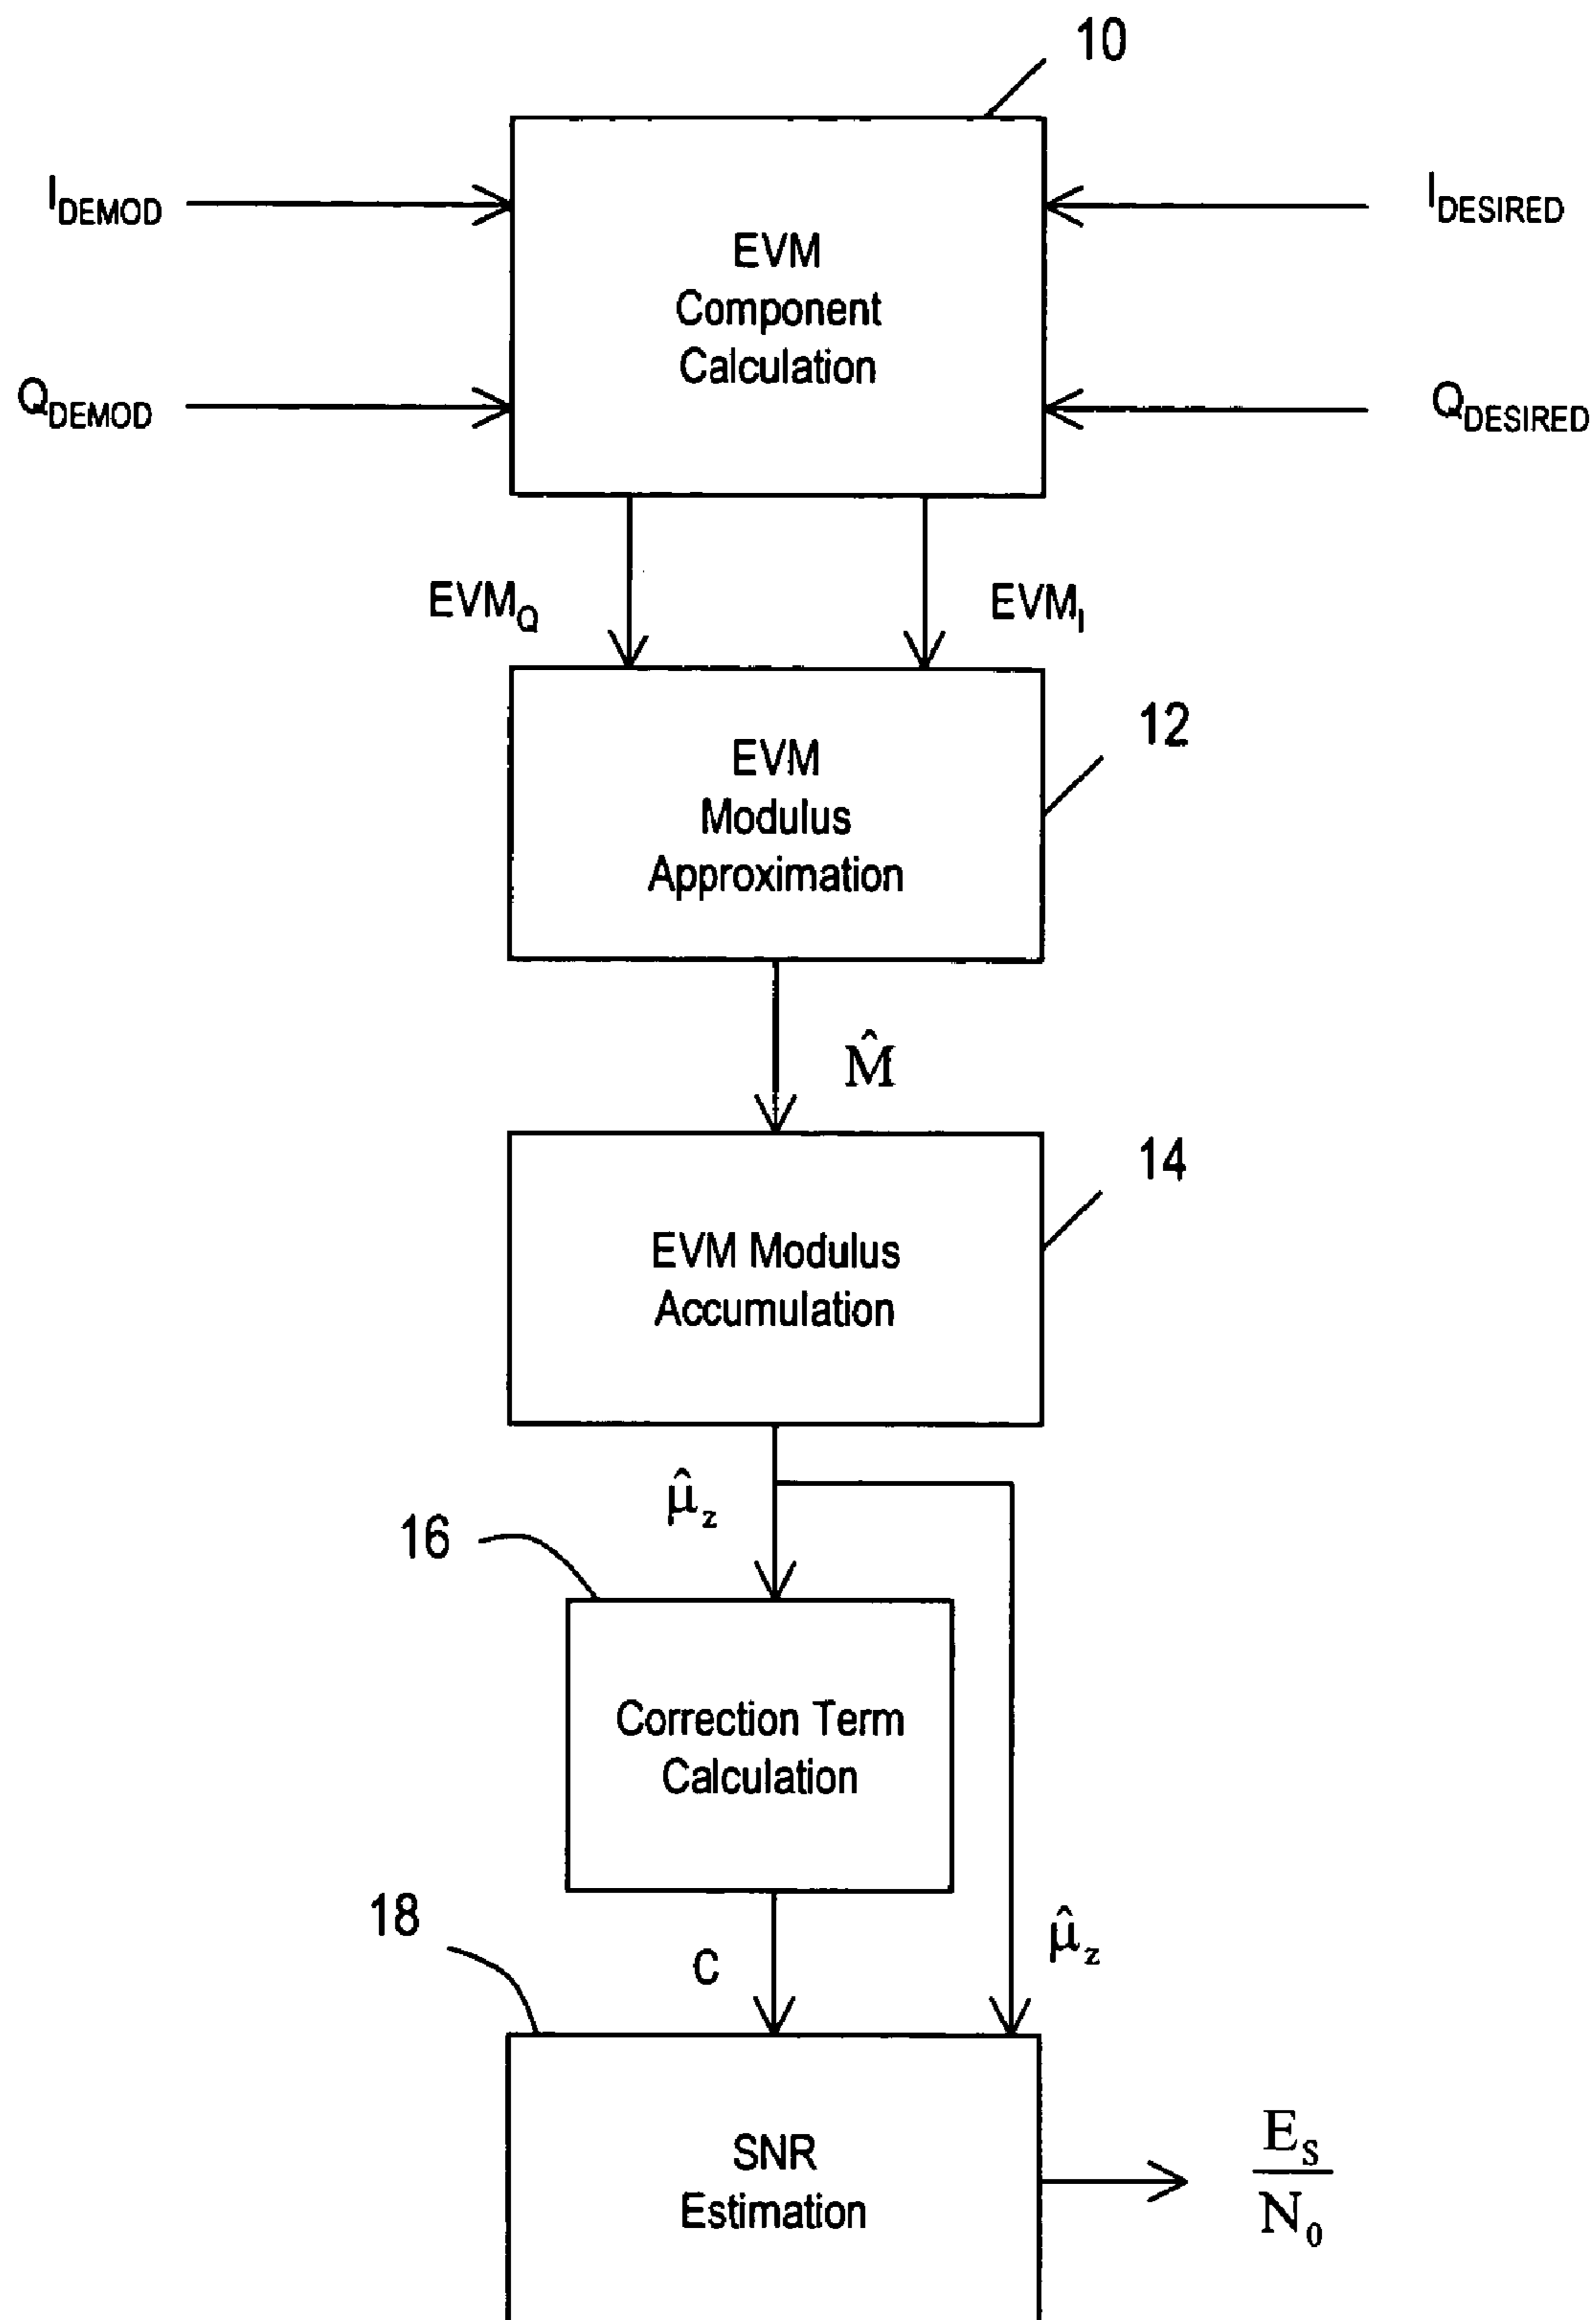 10
I_DEMOD
I_DESIRED
EVM
Component
Calculation
Q_DEMOD
Q_DESIRED
EVM_Q
EVM_I
12
EVM
Modulus
Approximation
M̂
14
EVM Modulus
Accumulation
μ̂_z
16
Correction Term
Calculation
18
C
μ̂_z
SNR
Estimation
E_S
N_0